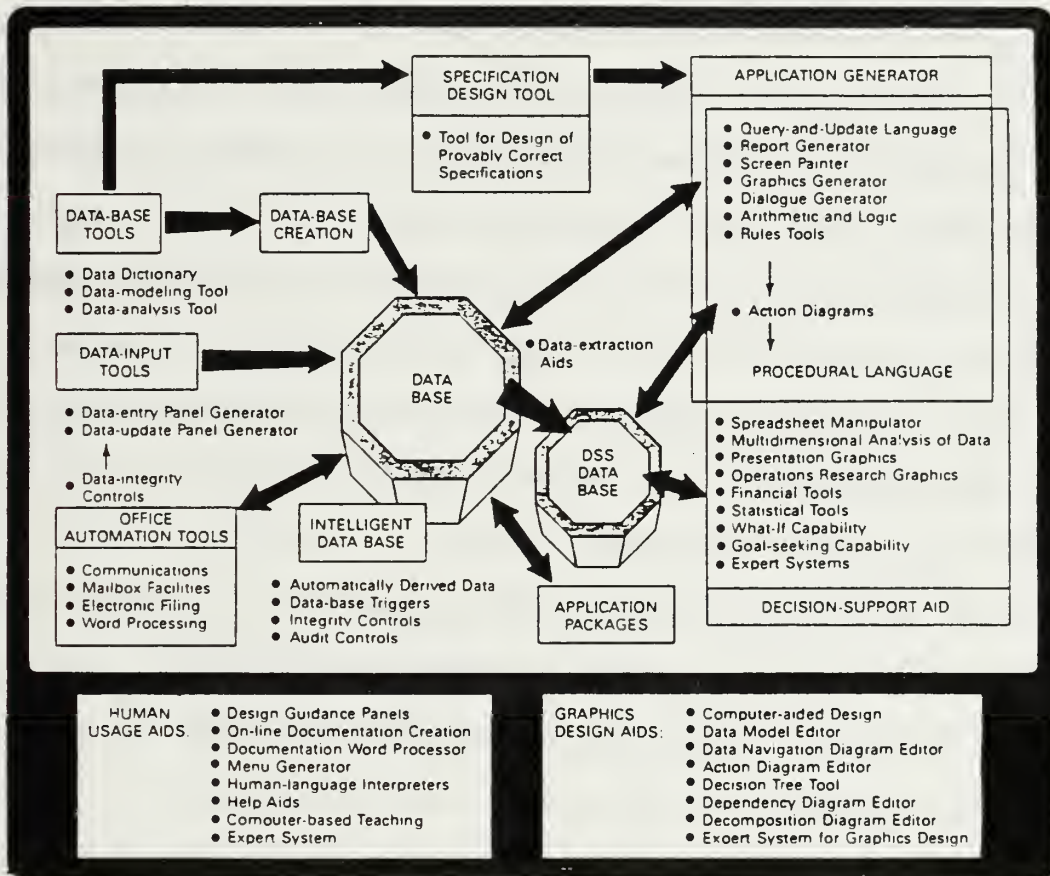 SPECIFICATION
DESIGN TOOL
• Tool for Design of
Provably Correct
Specifications
APPLICATION GENERATOR
• Query-and-Update Language
• Report Generator
• Screen Painter
• Graphics Generator
• Dialogue Generator
• Arithmetic and Logic
• Rules Tools
• Action Diagrams
PROCEDURAL LANGUAGE
DATA-BASE
TOOLS
DATA-BASE
CREATION
• Data Dictionary
• Data-modeling Tool
• Data-analysis Tool
DATA-INPUT
TOOLS
DATA
BASE
• Data-extraction
Aids
• Data-entry Panel Generator
• Data-update Panel Generator
• Data-integrity
Controls
DSS
DATA
BASE
• Spreadsheet Manipulator
• Multidimensional Analysis of Data
• Presentation Graphics
• Operations Research Graphics
• Financial Tools
• Statistical Tools
• What-If Capability
• Goal-seeking Capability
• Expert Systems
DECISION-SUPPORT AID
OFFICE
AUTOMATION TOOLS
• Communications
• Mailbox Facilities
• Electronic Filing
• Word Processing
INTELLIGENT
DATA BASE
• Automatically Derived Data
• Data-base Triggers
• Integrity Controls
• Audit Controls
APPLICATION
PACKAGES
HUMAN
USAGE AIDS:
• Design Guidance Panels
• On-line Documentation Creation
• Documentation Word Processor
• Menu Generator
• Human-language Interpreters
• Help Aids
• Computer-based Teaching
• Expert System
GRAPHICS
DESIGN AIDS:
• Computer-aided Design
• Data Model Editor
• Data Navigation Diagram Editor
• Action Diagram Editor
• Decision Tree Tool
• Dependency Diagram Editor
• Decomposition Diagram Editor
• Expert System for Graphics Design